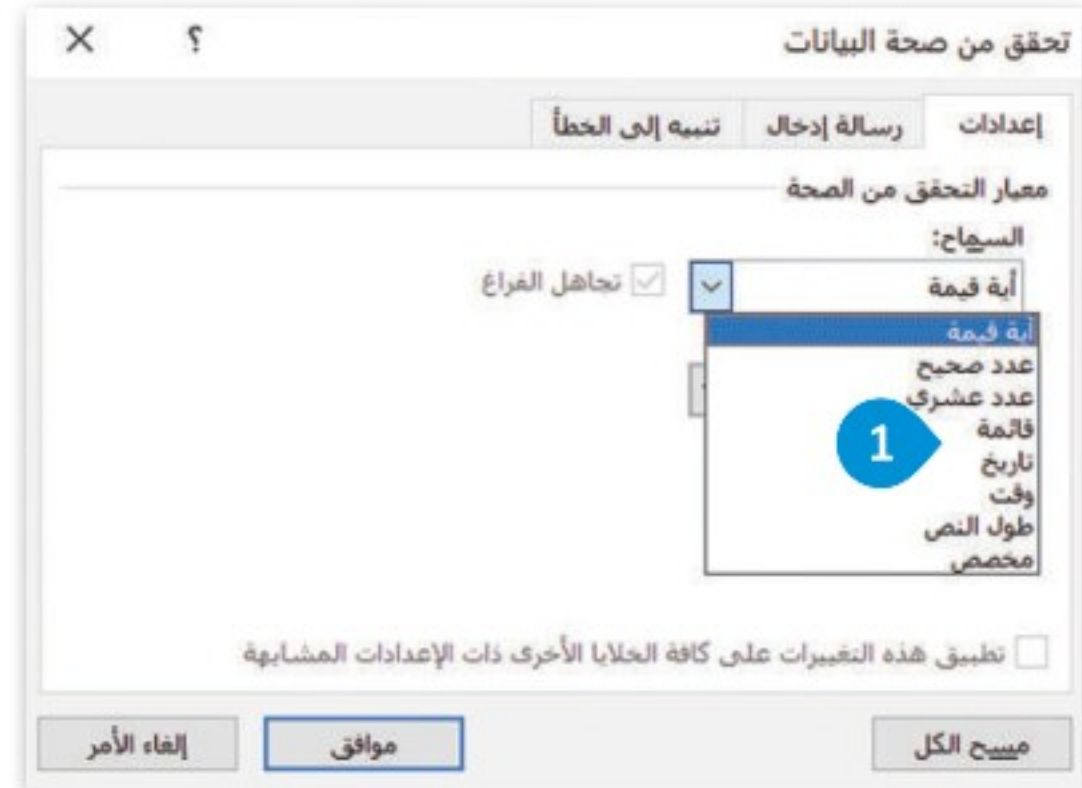 تحقق من صحة البيانات
؟
إعدادات
رسالة إدخال
تنبيه إلى الخطأ
معيار التحقق من الصحة
السماح:
أية قيمة
تجاهل الفراغ
أية قيمة
عدد صحيح
عدد عشري
قائمة
1
تاريخ
وقت
طول النص
مخصص
تطبيق هذه التغييرات على كافة الخلايا الأخرى ذات الإعدادات المشابهة
مسح الكل
موافق
إلغاء الأمر